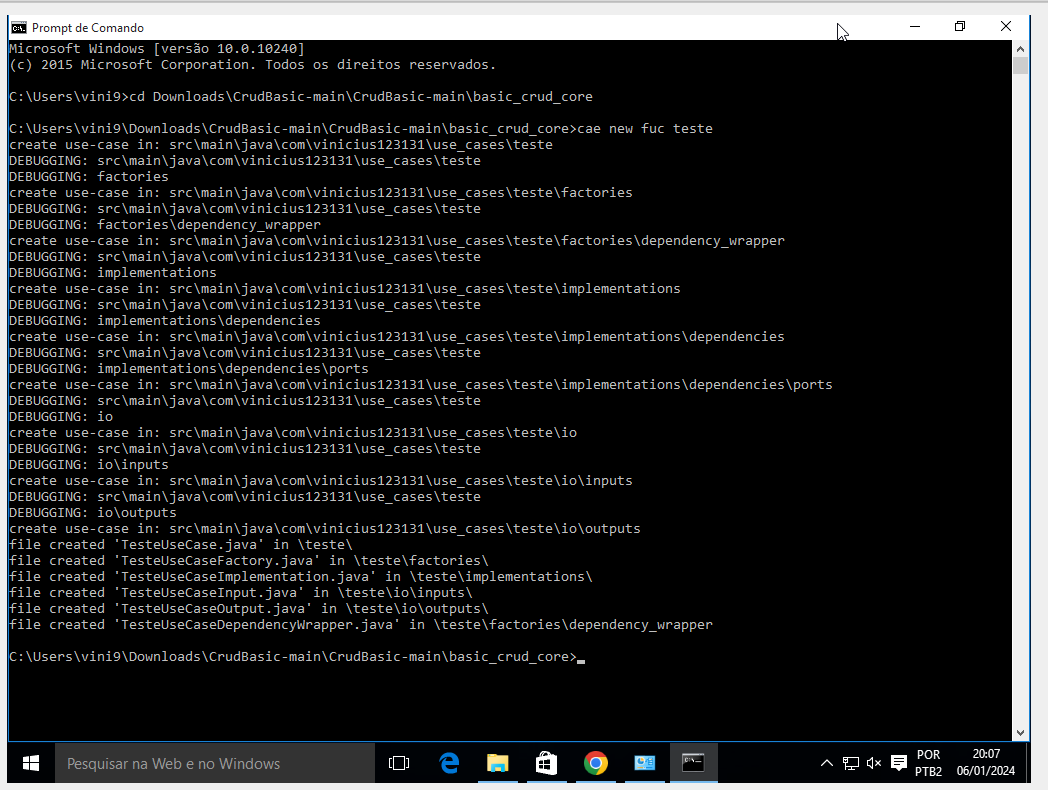 Prompt de Comando
Microsoft Windows [versão 10.0.10240]
(c) 2015 Microsoft Corporation. Todos os direitos reservados.
C:\Users\vini9>cd Downloads\CrudBasic-main\CrudBasic-main\basic_crud_core
C:\Users\vini9\Downloads\CrudBasic-main\CrudBasic-main\basic_crud_core>cae new fuc teste
create use-case in: src\main\java\com\vinicius123131\use_cases\teste
DEBUGGING: src\main\java\com\vinicius123131\use_cases\teste
DEBUGGING: factories
create use-case in: src\main\java\com\vinicius123131\use_cases\teste\factories
DEBUGGING: src\main\java\com\vinicius123131\use_cases\teste
DEBUGGING: factories\dependency_wrapper
create use-case in: src\main\java\com\vinicius123131\use_cases\teste\factories\dependency_wrapper
DEBUGGING: src\main\java\com\vinicius123131\use_cases\teste
DEBUGGING: implementations
create use-case in: src\main\java\com\vinicius123131\use_cases\teste\implementations
DEBUGGING: src\main\java\com\vinicius123131\use_cases\teste
DEBUGGING: implementations\dependencies
create use-case in: src\main\java\com\vinicius123131\use_cases\teste\implementations\dependencies
DEBUGGING: src\main\java\com\vinicius123131\use_cases\teste
DEBUGGING: implementations\dependencies\ports
create use-case in: src\main\java\com\vinicius123131\use_cases\teste\implementations\dependencies\ports
DEBUGGING: src\main\java\com\vinicius123131\use_cases\teste
DEBUGGING: io
create use-case in: src\main\java\com\vinicius123131\use_cases\teste\io
DEBUGGING: src\main\java\com\vinicius123131\use_cases\teste
DEBUGGING: io\inputs
create use-case in: src\main\java\com\vinicius123131\use_cases\teste\io\inputs
DEBUGGING: src\main\java\com\vinicius123131\use_cases\teste
DEBUGGING: io\outputs
create use-case in: src\main\java\com\vinicius123131\use_cases\teste\io\outputs
file created 'TesteUseCase.java' in \teste\
file created 'TesteUseCaseFactory.java' in \teste\factories\
file created 'TesteUseCaseImplementation.java' in \teste\implementations\
file created 'TesteUseCaseInput.java' in \teste\io\inputs\
file created 'TesteUseCaseOutput.java' in \teste\io\outputs\
file created 'TesteUseCaseDependencyWrapper.java' in \teste\factories\dependency_wrapper
C:\Users\vini9\Downloads\CrudBasic-main\CrudBasic-main\basic_crud_core>
Pesquisar na Web e no Windows
POR
PTB2
20:07
06/01/2024